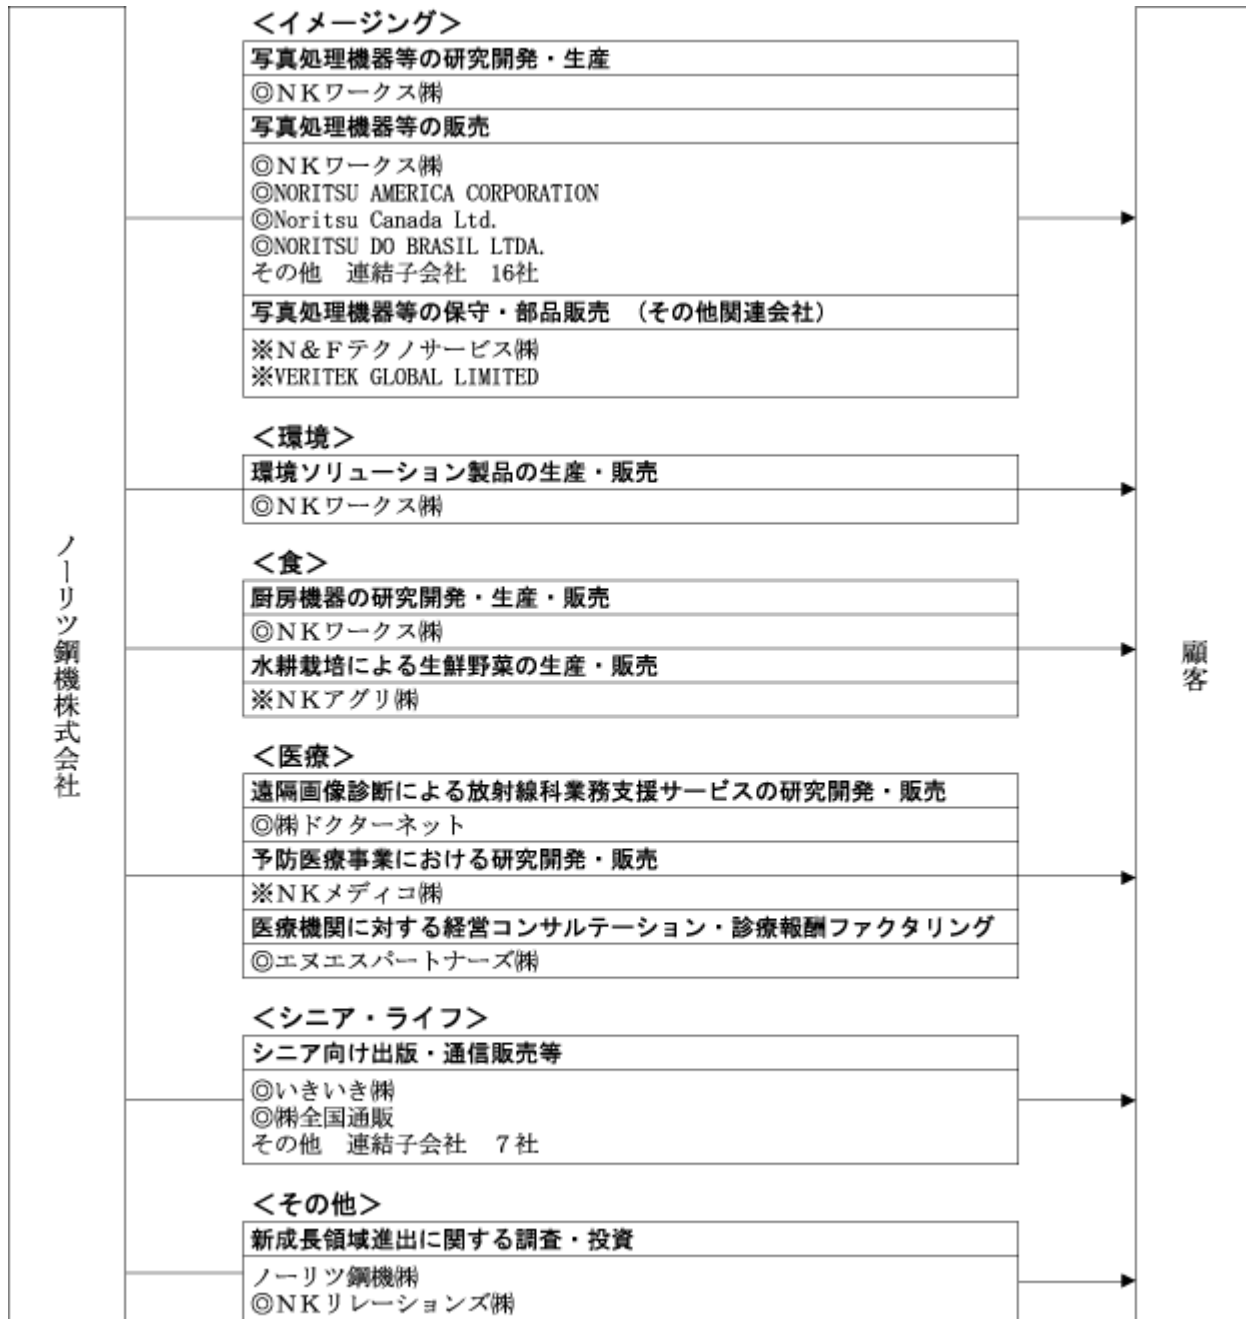 ＜イメージング＞
写真処理機器等の研究開発・生産
◎ＮＫワークス㈱
写真処理機器等の販売
◎ＮＫワークス㈱
◎NORITSU AMERICA CORPORATION
◎Noritsu Canada Ltd.
◎NORITSU DO BRASIL LTDA.
その他　連結子会社　16社
写真処理機器等の保守・部品販売　（その他関連会社）
※Ｎ＆Ｆテクノサービス㈱
※VERITEK GLOBAL LIMITED
＜環境＞
環境ソリューション製品の生産・販売
◎ＮＫワークス㈱
＜食＞
厨房機器の研究開発・生産・販売
◎ＮＫワークス㈱
水耕栽培による生鮮野菜の生産・販売
※ＮＫアグリ㈱
＜医療＞
遠隔画像診断による放射線科業務支援サービスの研究開発・販売
◎㈱ドクターネット
予防医療事業における研究開発・販売
※ＮＫメディコ㈱
医療機関に対する経営コンサルテーション・診療報酬ファクタリング
◎エヌエスパートナーズ㈱
＜シニア・ライフ＞
シニア向け出版・通信販売等
◎いきいき㈱
◎㈱全国通販
その他　連結子会社　７社
＜その他＞
新成長領域進出に関する調査・投資
ノーリツ鋼機㈱
◎ＮＫリレーションズ㈱
ノーリツ鋼機株式会社
顧客